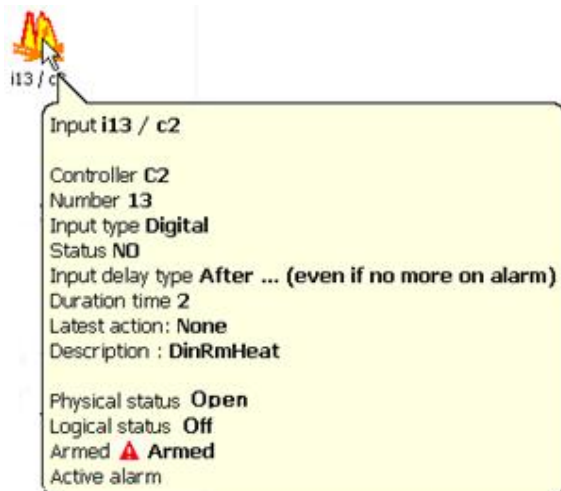 i13 / c2
Input i13 / c2
Controller C2
Number 13
Input type Digital
Status NO
Input delay type After ... (even if no more on alarm)
Duration time 2
Latest action: None
Description : DinRmHeat
Physical status Open
Logical status Off
Armed Armed
Active alarm